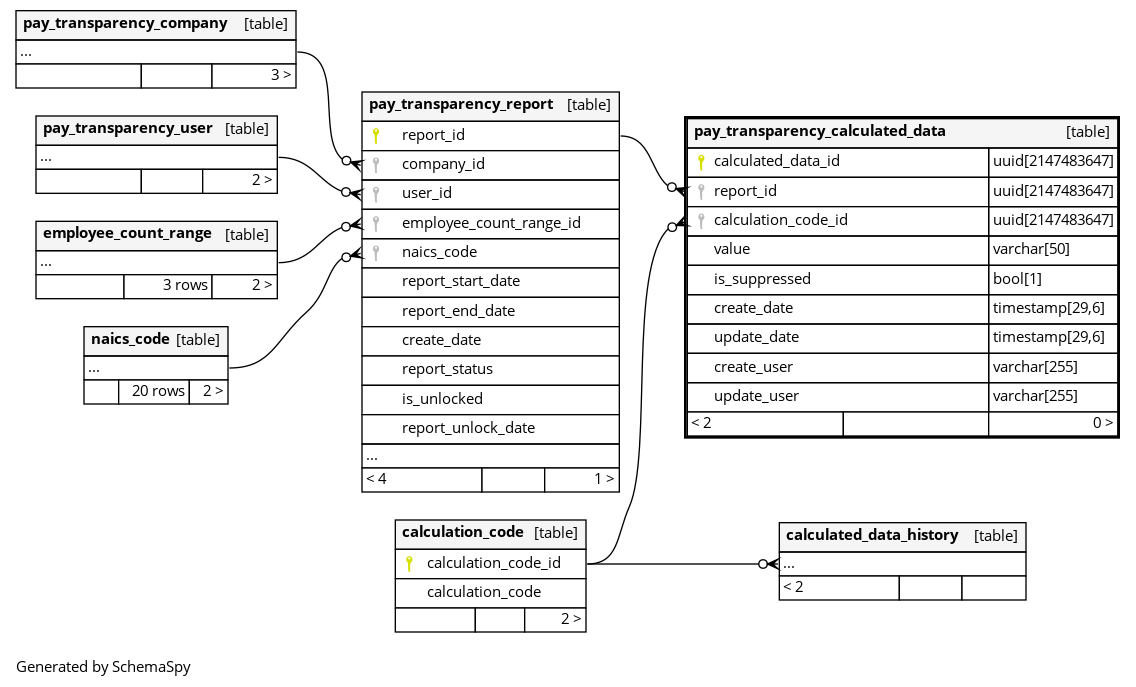 pay_transparency_company [table]
...
3 >
pay_transparency_user [table]
...
2 >
employee_count_range [table]
...
3 rows 2 >
naics_code [table]
...
20 rows 2 >
pay_transparency_report [table]
report_id
company_id
user_id
employee_count_range_id
naics_code
report_start_date
report_end_date
create_date
report_status
is_unlocked
report_unlock_date
...
< 4 1 >
pay_transparency_calculated_data [table]
calculated_data_id uuid[2147483647]
report_id uuid[2147483647]
calculation_code_id uuid[2147483647]
value varchar[50]
is_suppressed bool[1]
create_date timestamp[29,6]
update_date timestamp[29,6]
create_user varchar[255]
update_user varchar[255]
< 2 0 >
calculation_code [table]
calculation_code_id
calculation_code
2 >
calculated_data_history [table]
...
< 2
Generated by SchemaSpy